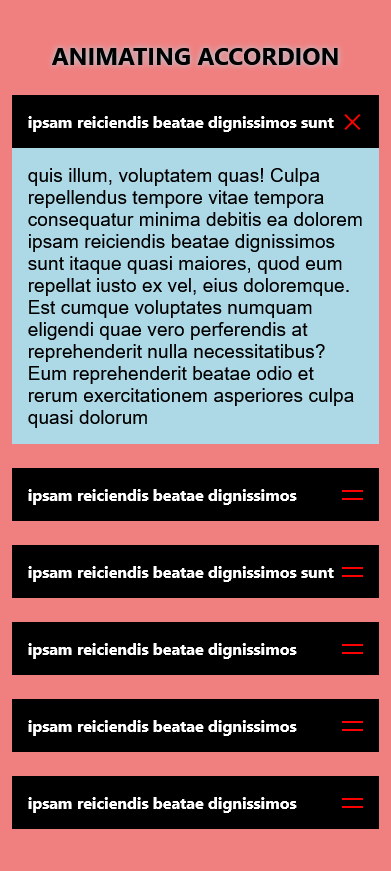 ANIMATING ACCORDION
ipsam reiciendis beatae dignissimos sunt
quis illum, voluptatem quas! Culpa
repellendus tempore vitae tempora
consequatur minima debitis ea dolorem
ipsam reiciendis beatae dignissimos
sunt itaque quasi maiores, quod eum
repellat iusto ex vel, eius doloremque.
Est cumque voluptates numquam
eligendi quae vero perferendis at
reprehenderit nulla necessitatibus?
Eum reprehenderit beatae odio et
rerum exercitationem asperiores culpa
quasi dolorum
ipsam reiciendis beatae dignissimos
ipsam reiciendis beatae dignissimos sunt
ipsam reiciendis beatae dignissimos
ipsam reiciendis beatae dignissimos
ipsam reiciendis beatae dignissimos